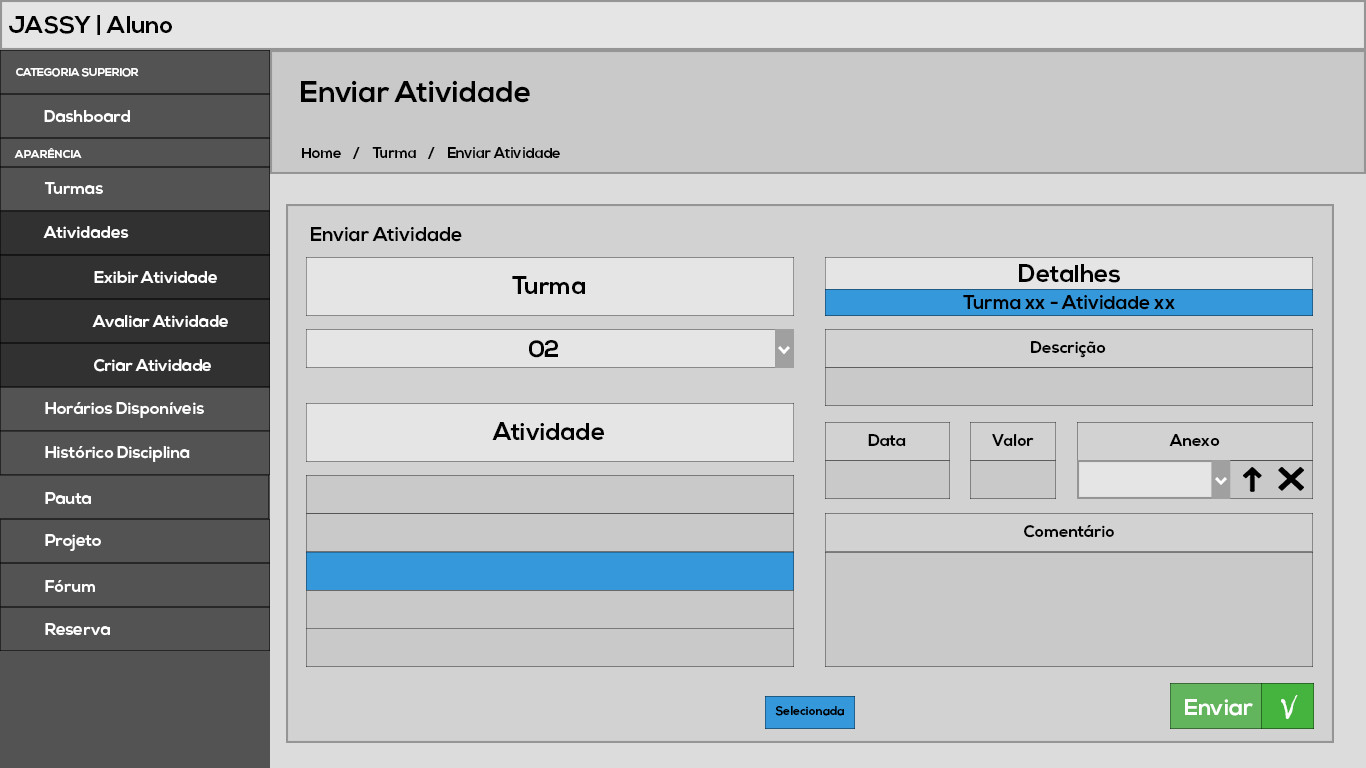 JASSY | Aluno
CATEGORIA SUPERIOR
Dashboard
APARÊNCIA
Turmas
Atividades
Exibir Atividade
Avaliar Atividade
Criar Atividade
Horários Disponíveis
Histórico Disciplina
Pauta
Projeto
Fórum
Reserva
Enviar Atividade
Home / Turma / Enviar Atividade
Enviar Atividade
Turma
02
Atividade
Detalhes
Turma xx - Atividade xx
Descrição
Data Valor Anexo
Comentário
Selecionada
Enviar √